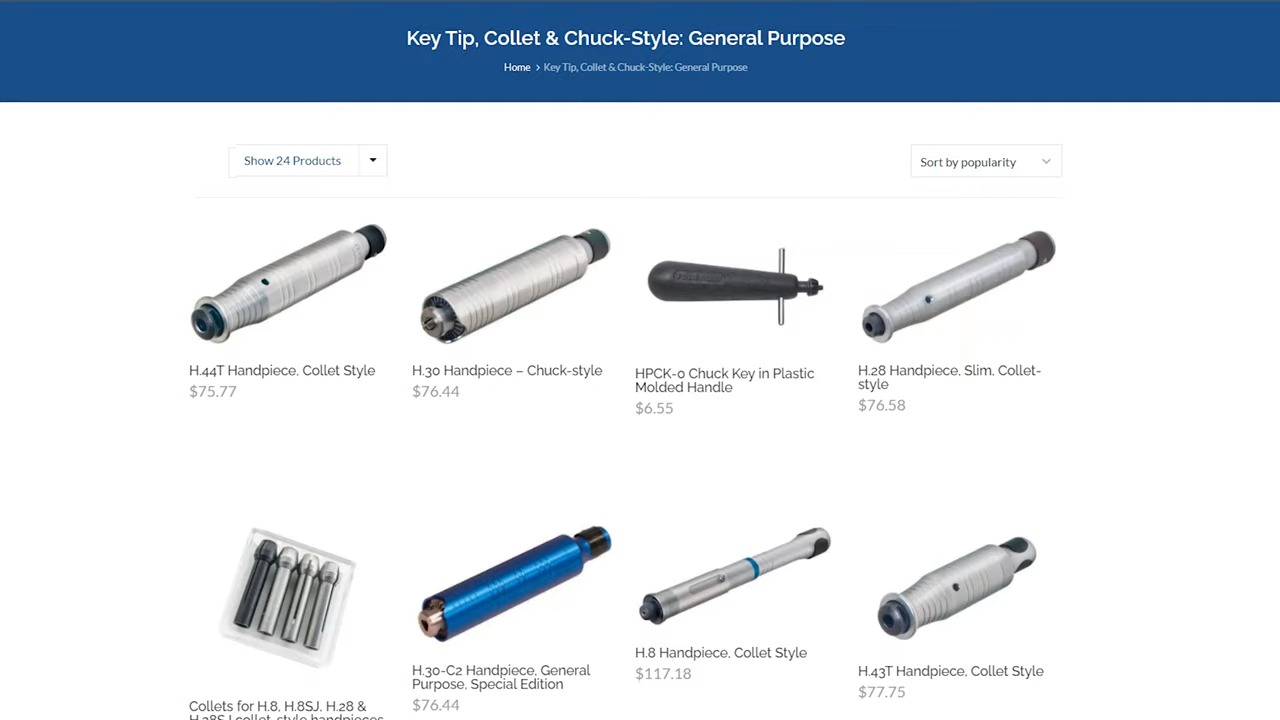 Key Tip, Collet & Chuck-Style: General Purpose
Home › Key Tip, Collet & Chuck-Style: General Purpose
Show 24 Products
Sort by popularity
H.44T Handpiece, Collet Style
$75.77
H.30 Handpiece – Chuck-style
$76.44
HPCK-0 Chuck Key in Plastic
Molded Handle
$6.55
H.28 Handpiece, Slim, Collet-
style
$76.58
Collets for H.8, H.8SJ, H.28 &
H.28SJ collet-style handpieces
H.30-C2 Handpiece, General
Purpose, Special Edition
$76.44
H.8 Handpiece, Collet Style
$117.18
H.43T Handpiece, Collet Style
$77.75